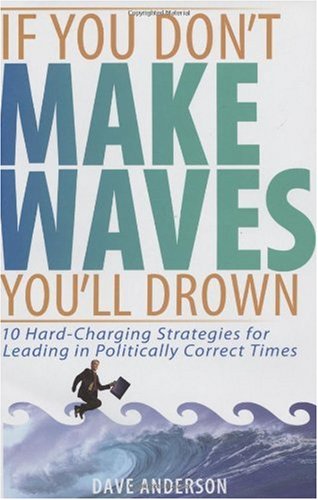 IF YOU DON'T
MAKE
WAVES
YOU'LL DROWN
10 Hard-Charging Strategies for
Leading in Politically Correct Times
DAVE ANDERSON